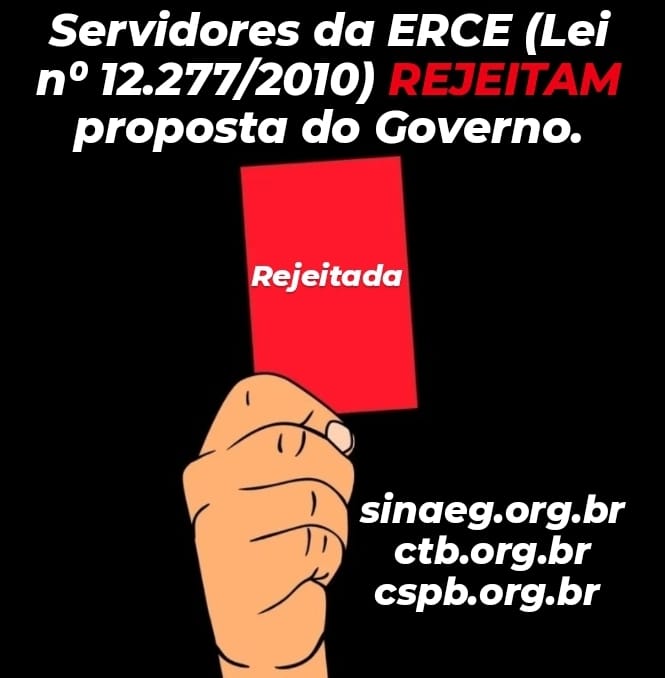 Servidores da ERCE (Lei
nº 12.277/2010) REJEITAM
proposta do Governo.
Rejeitada
sinaeg.org.br
ctb.org.br
cspb.org.br